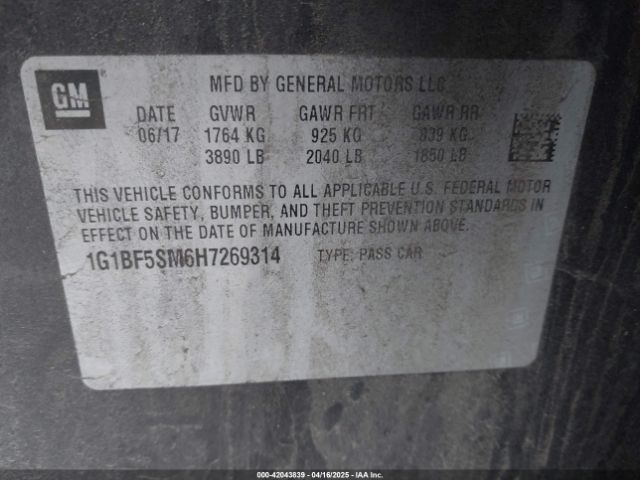 GM
MFD BY GENERAL MOTORS LLC
DATE GVWR GAWR FRT GAWR RR
06/17 1764 KG 925 KG 839 KG
3890 LB 2040 LB 1850 LB
THIS VEHICLE CONFORMS TO ALL APPLICABLE U.S. FEDERAL MOTOR
VEHICLE SAFETY, BUMPER, AND THEFT PREVENTION STANDARDS IN
EFFECT ON THE DATE OF MANUFACTURE SHOWN ABOVE.
1G1BF5SM6H7269314 TYPE: PASS CAR
000-42043839 - 04/16/2025 - IAA Inc.